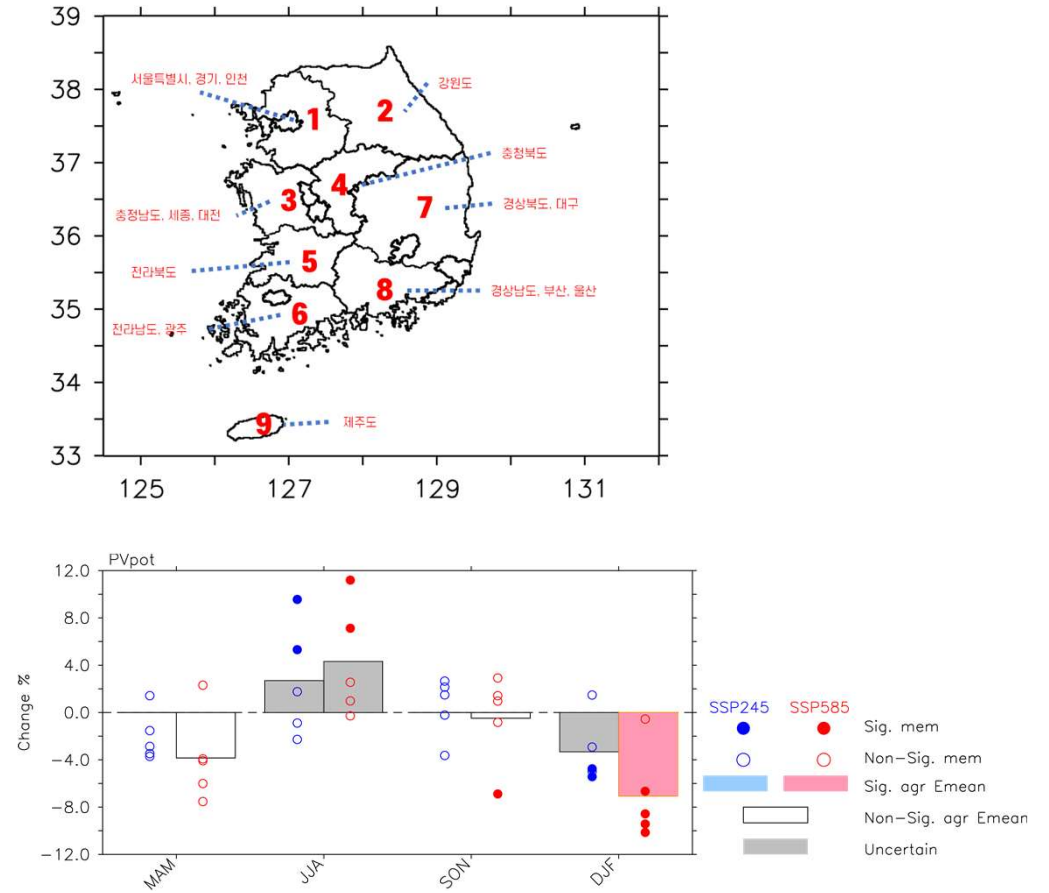 39
38
37
36
35
34
33
125
127
129
131
서울특별시, 경기, 인천
강원도
충청북도
경상북도, 대구
충정남도, 세종, 대전
전라북도
경상남도, 부산, 울산
전라남도, 광주
제주도
1
2
3
4
5
6
7
8
9
PVpot
12.0
8.0
4.0
0.0
−4.0
−8.0
−12.0
Change %
MAM
JJA
SON
DJF
SSP245 SSP585
Sig. mem
Non-Sig. mem
Sig. agr Emean
Non-Sig. agr Emean
Uncertain